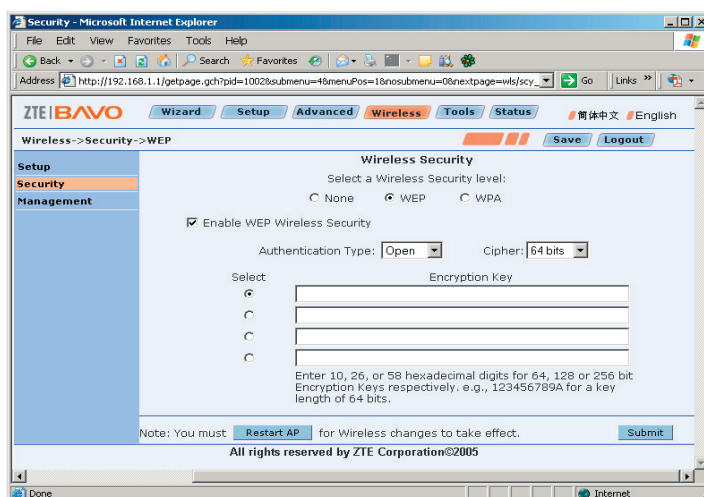 Security - Microsoft Internet Explorer
File Edit View Favorites Tools Help
Back Search Favorites
Address http://192.168.1.1/getpage.gch?pid=1002&submenu=4&menuPos=1&nosubmenu=0&nextpage=wls/scy_ Go Links »
ZTE|BAVO Wizard Setup Advanced Wireless Tools Status 简体中文 English
Wireless->Security->WEP Save Logout
Setup
Security
Management
Wireless Security
Select a Wireless Security level:
None WEP WPA
Enable WEP Wireless Security
Authentication Type: Open Cipher: 64 bits
Select Encryption Key
Enter 10, 26, or 58 hexadecimal digits for 64, 128 or 256 bit
Encryption Keys respectively. e.g., 123456789A for a key
length of 64 bits.
Note: You must Restart AP for Wireless changes to take effect. Submit
All rights reserved by ZTE Corporation©2005
Done Internet